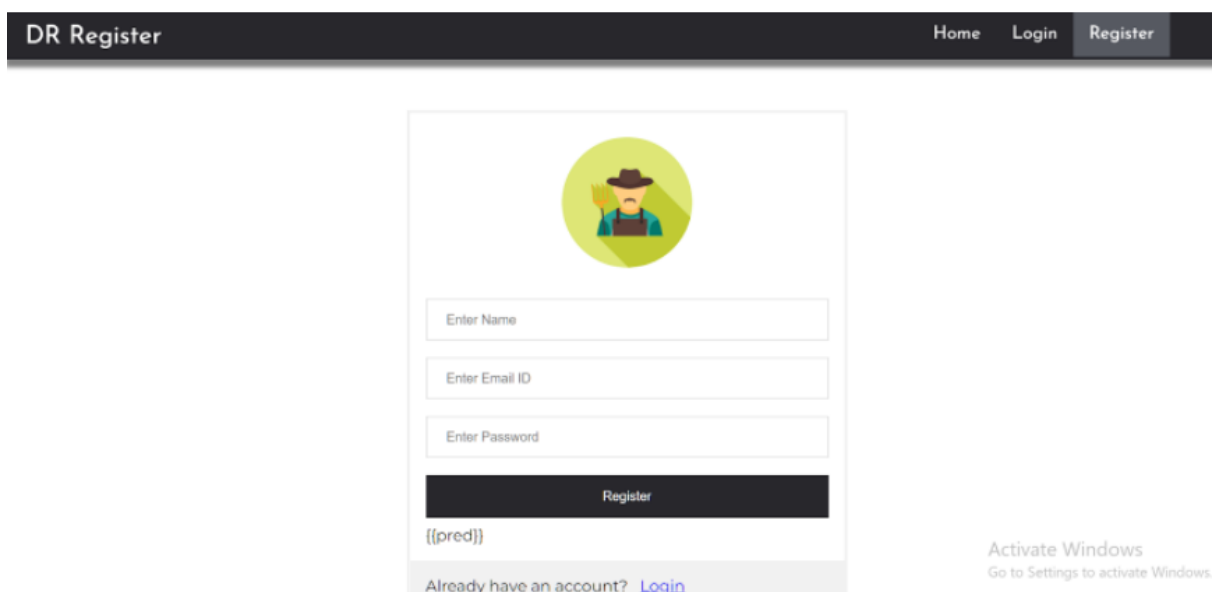 DR Register
Home Login Register
Enter Name
Enter Email ID
Enter Password
Register
{{pred}}
Already have an account? Login
Activate Windows
Go to Settings to activate Windows.